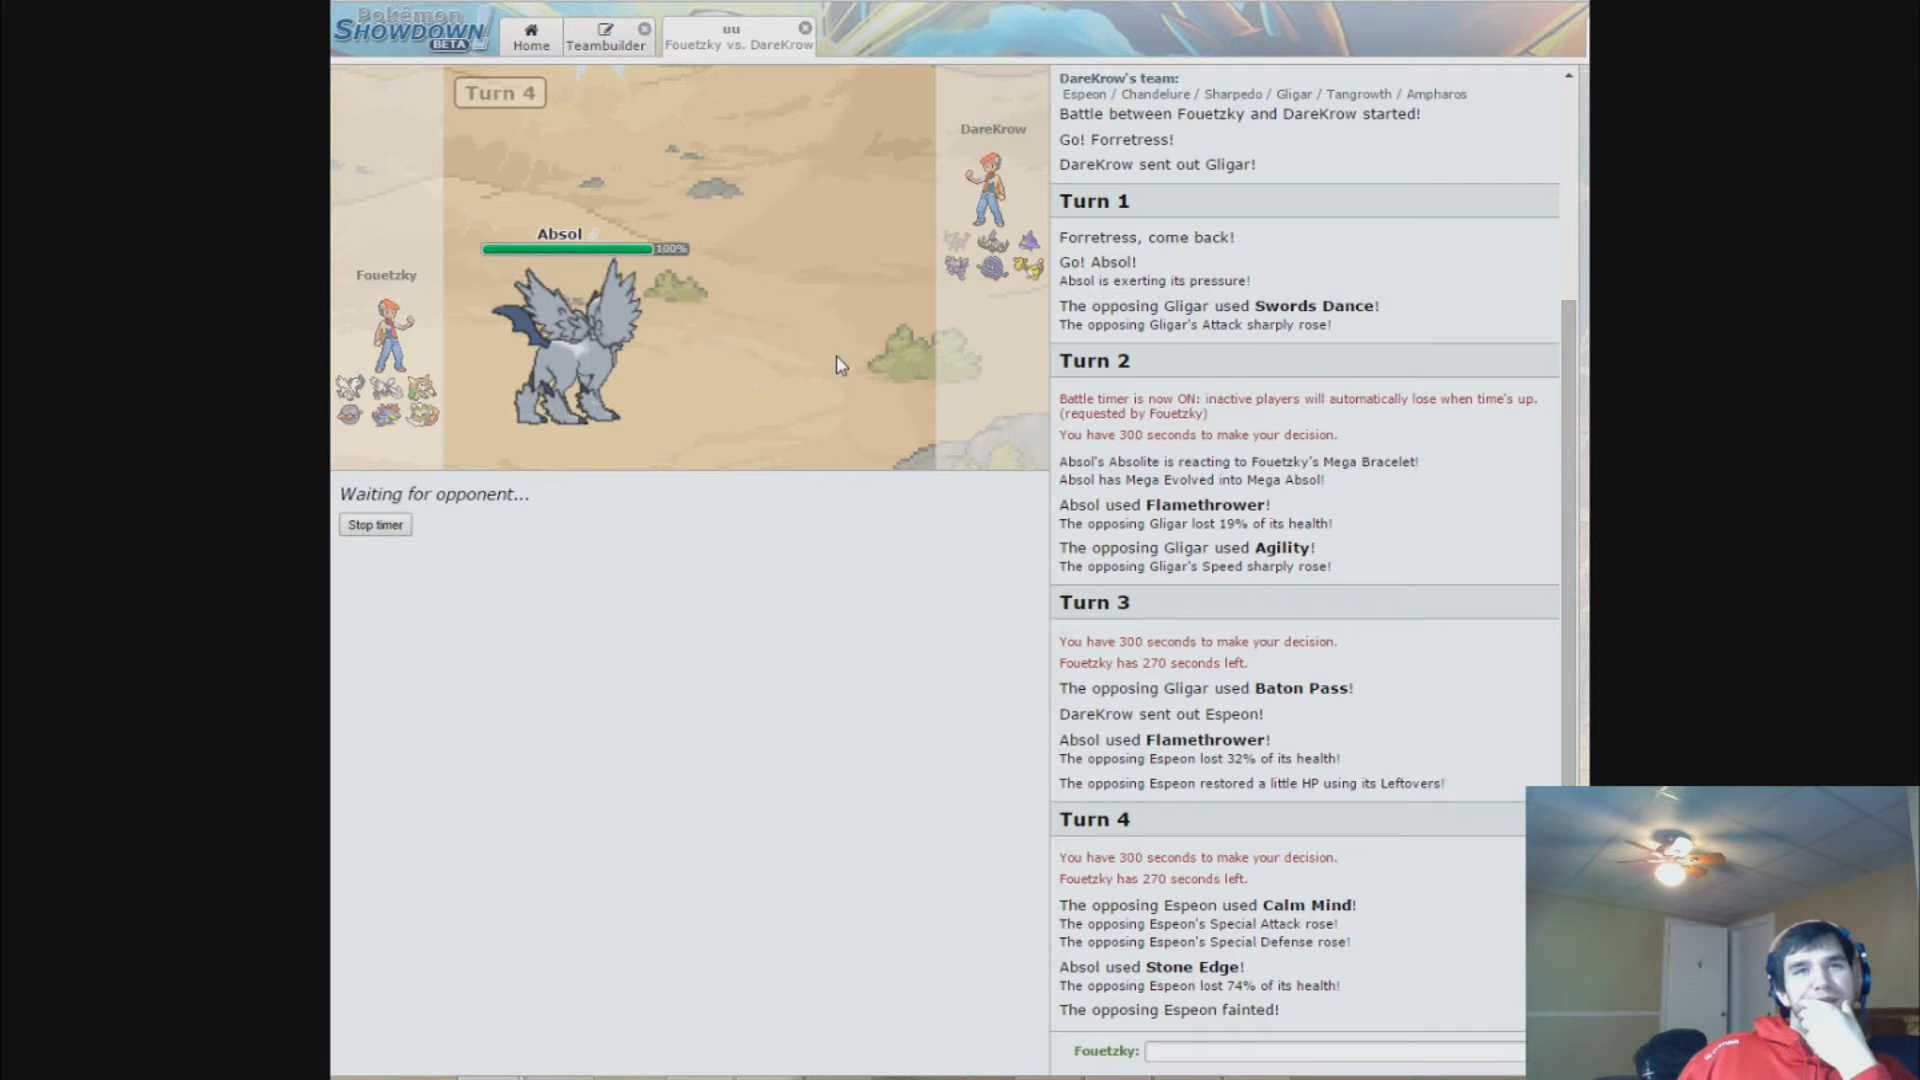 Pokémon
SHOWDOWN
BETA
Home
Teambuilder
uu
Fouetzky vs. DareKrow
Turn 4
DareKrow
Absol
100%
Fouetzky
Waiting for opponent...
Stop timer
DareKrow's team:
Espeon / Chandelure / Sharpedo / Gligar / Tangrowth / Ampharos
Battle between Fouetzky and DareKrow started!
Go! Forretress!
DareKrow sent out Gligar!
Turn 1
Forretress, come back!
Go! Absol!
Absol is exerting its pressure!
The opposing Gligar used Swords Dance!
The opposing Gligar's Attack sharply rose!
Turn 2
Battle timer is now ON: inactive players will automatically lose when time's up.
(requested by Fouetzky)
You have 300 seconds to make your decision.
Absol's Absolite is reacting to Fouetzky's Mega Bracelet!
Absol has Mega Evolved into Mega Absol!
Absol used Flamethrower!
The opposing Gligar lost 19% of its health!
The opposing Gligar used Agility!
The opposing Gligar's Speed sharply rose!
Turn 3
You have 300 seconds to make your decision.
Fouetzky has 270 seconds left.
The opposing Gligar used Baton Pass!
DareKrow sent out Espeon!
Absol used Flamethrower!
The opposing Espeon lost 32% of its health!
The opposing Espeon restored a little HP using its Leftovers!
Turn 4
You have 300 seconds to make your decision.
Fouetzky has 270 seconds left.
The opposing Espeon used Calm Mind!
The opposing Espeon's Special Attack rose!
The opposing Espeon's Special Defense rose!
Absol used Stone Edge!
The opposing Espeon lost 74% of its health!
The opposing Espeon fainted!
Fouetzky: